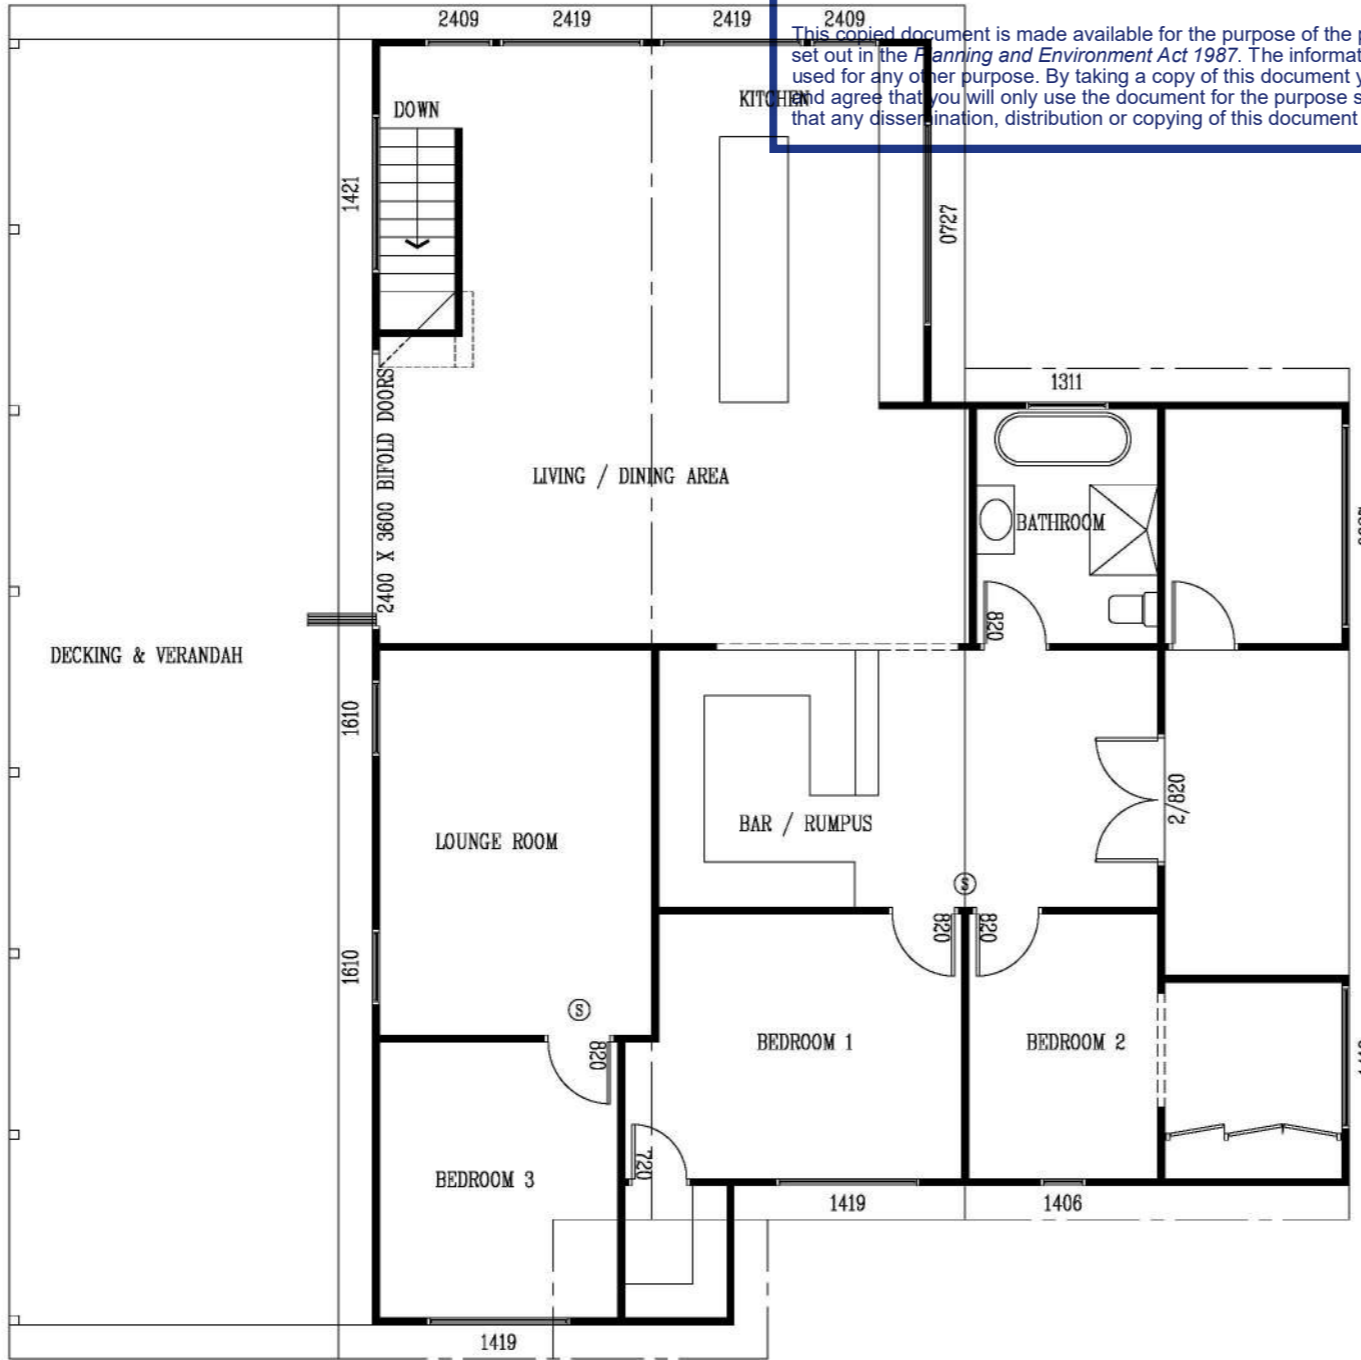 2409 2419 2419 2409
This copied document is made available for the purpose of the
set out in the Planning and Environment Act 1987. The
used for any other purpose. By taking a copy of this document
and agree that you will only use the document for the purpose
that any dissemination, distribution or copying of this document
DOWN
KITCHEN
1421
0727
1311
2400 X 3600 BIFOLD DOORS
LIVING / DINING AREA
BATHROOM
820
DECKING & VERANDAH
1610
2/820
BAR / RUMPUS
LOUNGE ROOM
S
820
820
1610
S
820
BEDROOM 1
BEDROOM 2
720
BEDROOM 3
1419
1406
1419